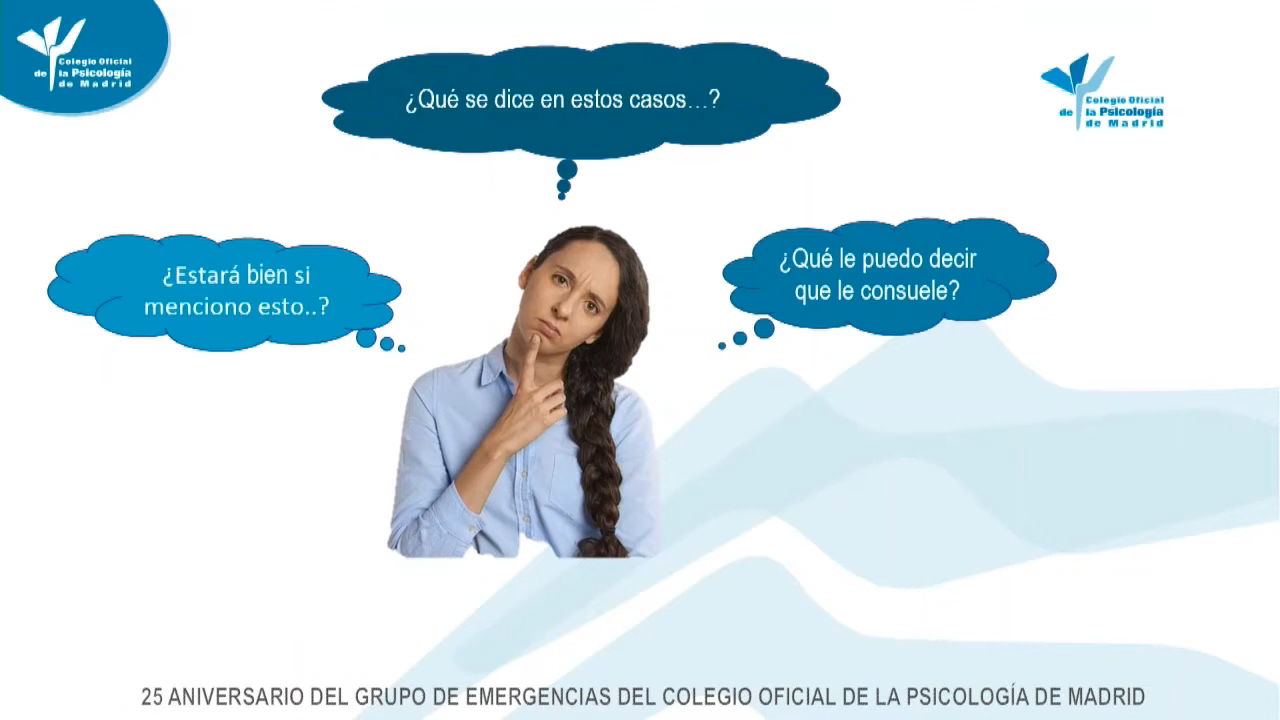 Colegio Oficial
de la Psicología
de Madrid
¿Qué se dice en estos casos...?
Colegio Oficial
de la Psicología
de Madrid
¿Estará bien si
menciono esto..?
¿Qué le puedo decir
que le consuele?
25 ANIVERSARIO DEL GRUPO DE EMERGENCIAS DEL COLEGIO OFICIAL DE LA PSICOLOGÍA DE MADRID